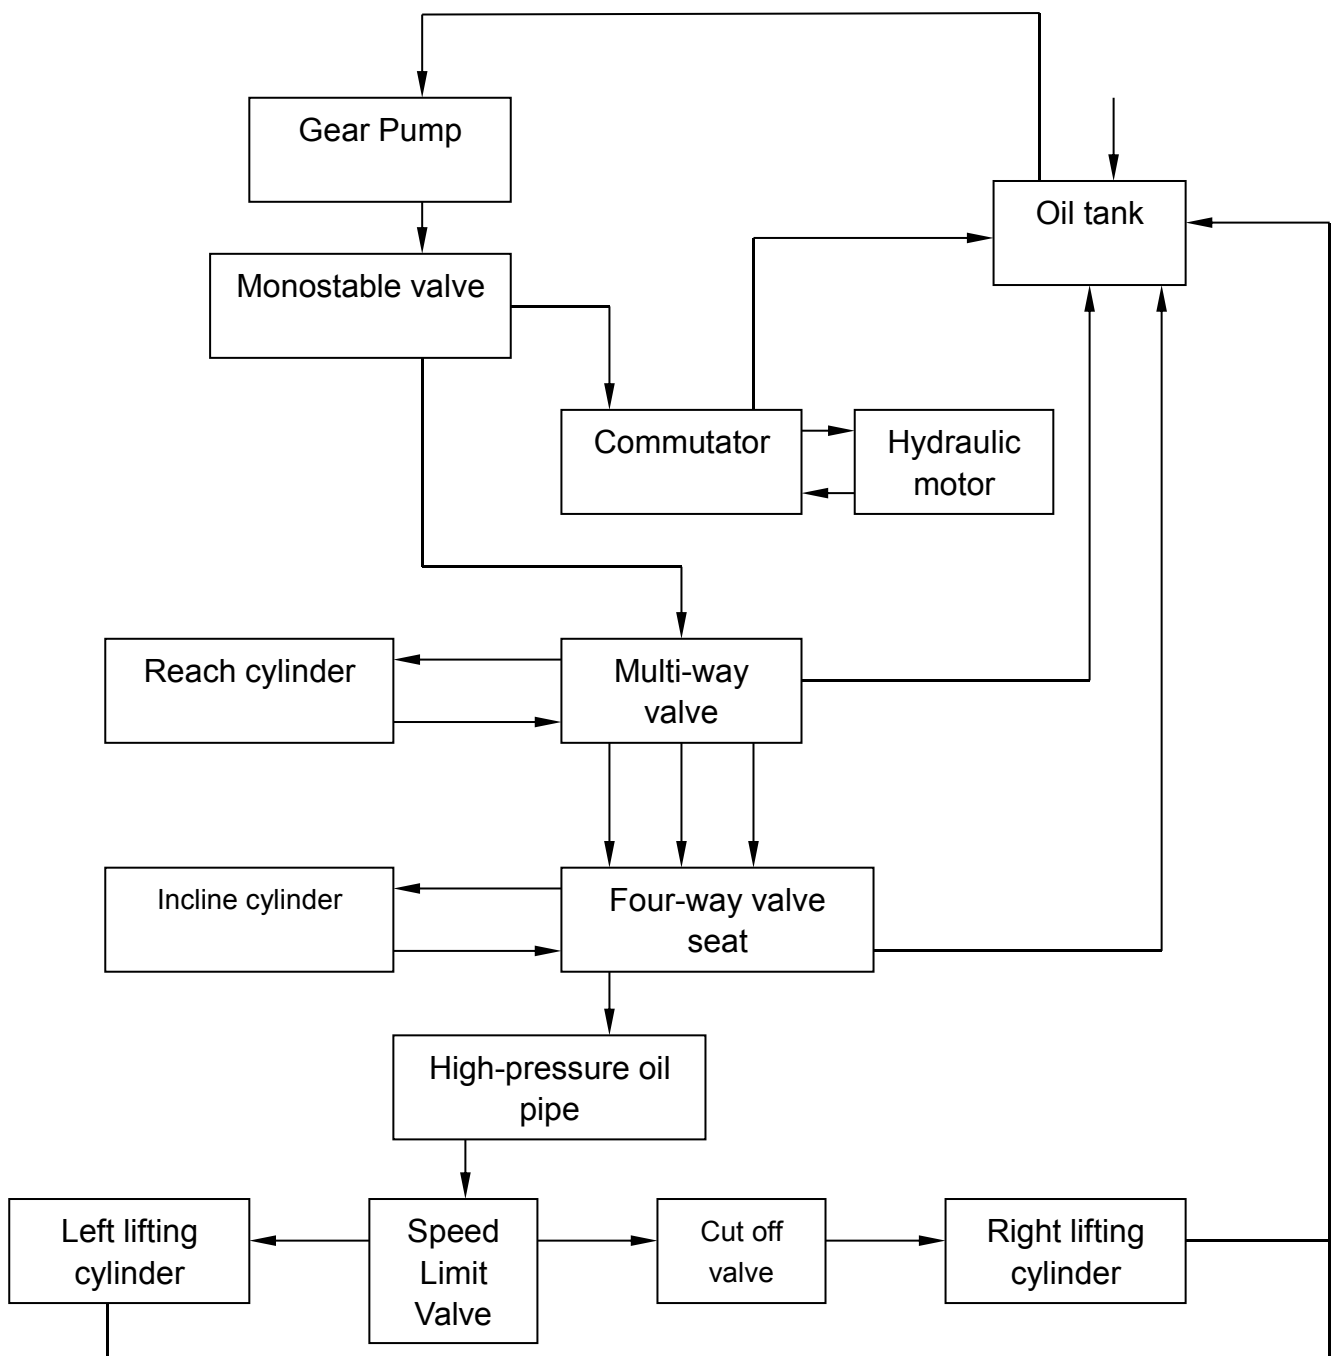 Gear Pump
Oil tank
Monostable valve
Commutator
Hydraulic
motor
Reach cylinder
Multi-way
valve
Incline cylinder
Four-way valve
seat
High-pressure oil
pipe
Left lifting
cylinder
Speed
Limit
Valve
Cut off
valve
Right lifting
cylinder